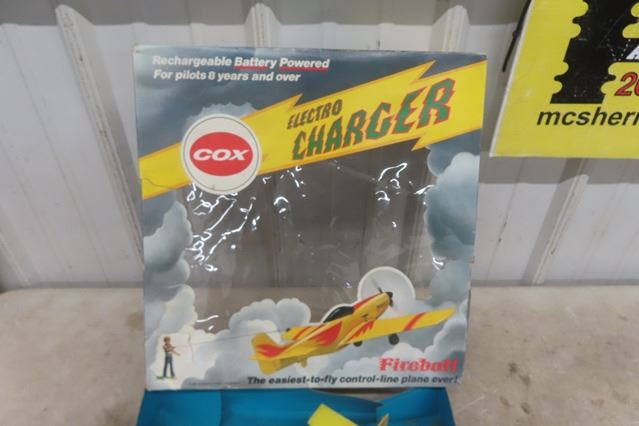 Rechargeable Battery Powered
For pilots 8 years and over
ELECTRO
CHARGER
COX
Fireball
The easiest-to-fly control-line plane ever!
20
mcsherr